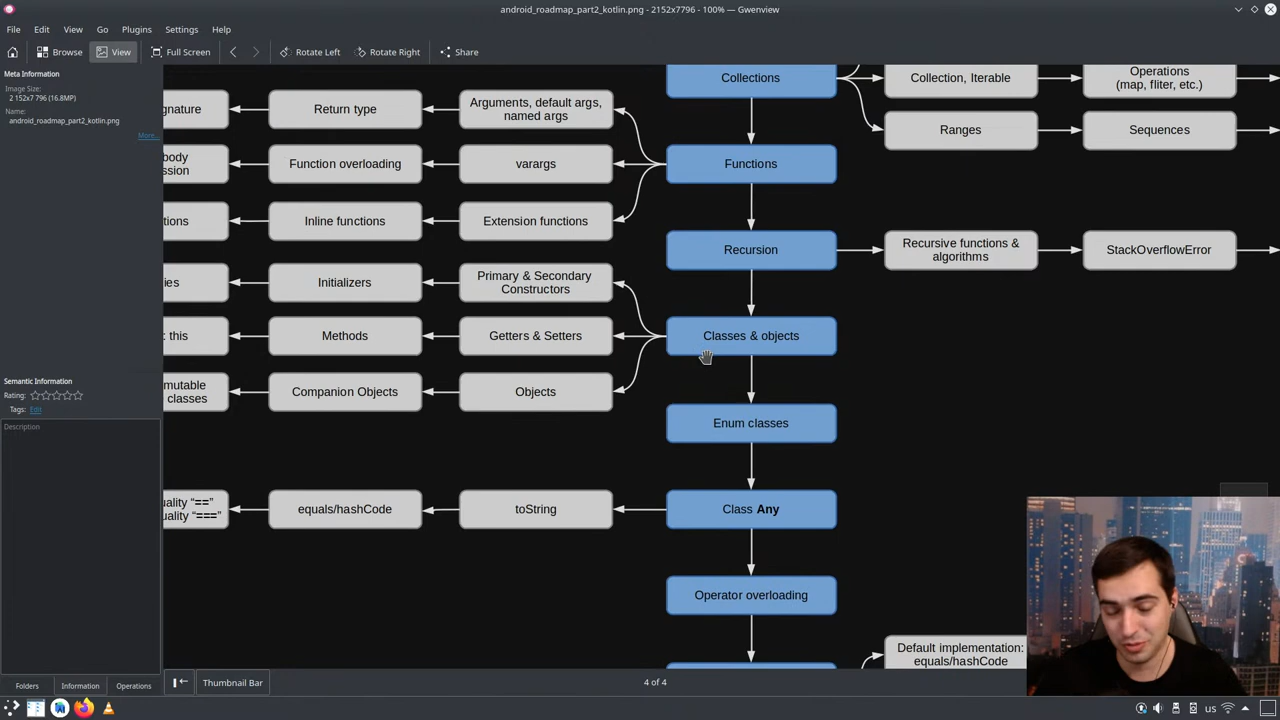 android_roadmap_part2_kotlin.png - 2152x7796 - 100% — Gwenview
File Edit View Go Plugins Settings Help
Browse View Full Screen Rotate Left Rotate Right Share
Meta Information
Image Size:
2 152x7 796 (16.8MP)
Name:
android_roadmap_part2_kotlin.png
More...
Semantic Information
Rating:
Tags: Edit
Description
Folders Information Operations
Collections
Collection, Iterable
Operations
(map, fliter, etc.)
Ranges
Sequences
gnature
Return type
Arguments, default args,
named args
body
ssion
Function overloading
varargs
Functions
tions
Inline functions
Extension functions
Recursion
Recursive functions &
algorithms
StackOverflowError
ies
Initializers
Primary & Secondary
Constructors
: this
Methods
Getters & Setters
Classes & objects
mutable
classes
Companion Objects
Objects
Enum classes
uality “==”
uality “===”
equals/hashCode
toString
Class Any
Operator overloading
Default implementation:
equals/hashCode
Thumbnail Bar
4 of 4
us